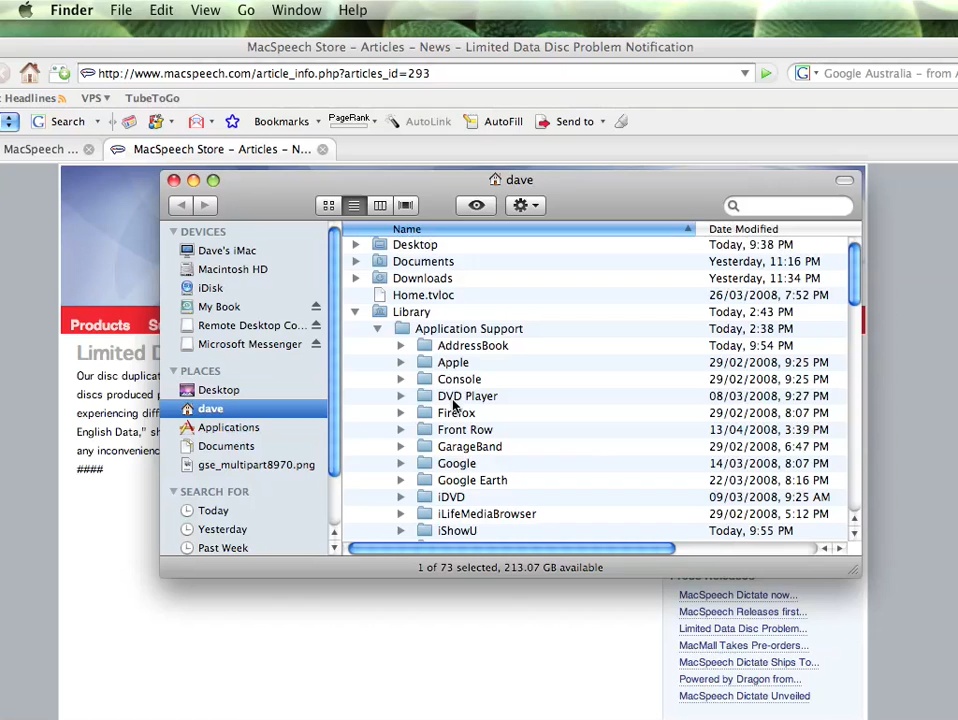 Finder File Edit View Go Window Help
MacSpeech Store – Articles – News – Limited Data Disc Problem Notification
http://www.macspeech.com/article_info.php?articles_id=293
Google Australia – from A
Headlines VPS TubeToGo
G Search Bookmarks PageRank AutoLink AutoFill Send to
MacSpeech ... MacSpeech Store – Articles – N...
dave
DEVICES
Dave's iMac
Macintosh HD
iDisk
My Book
Remote Desktop Co...
Microsoft Messenger
PLACES
Desktop
dave
Applications
Documents
gse_multipart8970.png
SEARCH FOR
Today
Yesterday
Past Week
Name Date Modified
Desktop Today, 9:38 PM
Documents Yesterday, 11:16 PM
Downloads Yesterday, 11:34 PM
Home.tvloc 26/03/2008, 7:52 PM
Library Today, 2:43 PM
Application Support Today, 2:38 PM
AddressBook Today, 9:54 PM
Apple 29/02/2008, 9:25 PM
Console 29/02/2008, 9:25 PM
DVD Player 08/03/2008, 9:27 PM
Firefox 29/02/2008, 8:07 PM
Front Row 13/04/2008, 3:39 PM
GarageBand 29/02/2008, 6:47 PM
Google 14/03/2008, 8:07 PM
Google Earth 22/03/2008, 8:16 PM
iDVD 09/03/2008, 9:25 AM
iLifeMediaBrowser 29/02/2008, 5:12 PM
iShowU Today, 9:55 PM
1 of 73 selected, 213.07 GB available
Products
Limited
Our disc duplicat
discs produced p
experiencing diff
English Data," sh
any inconvenienc
####
MacSpeech Dictate now...
MacSpeech Releases first...
Limited Data Disc Problem...
MacMall Takes Pre-orders...
MacSpeech Dictate Ships To...
Powered by Dragon from...
MacSpeech Dictate Unveiled